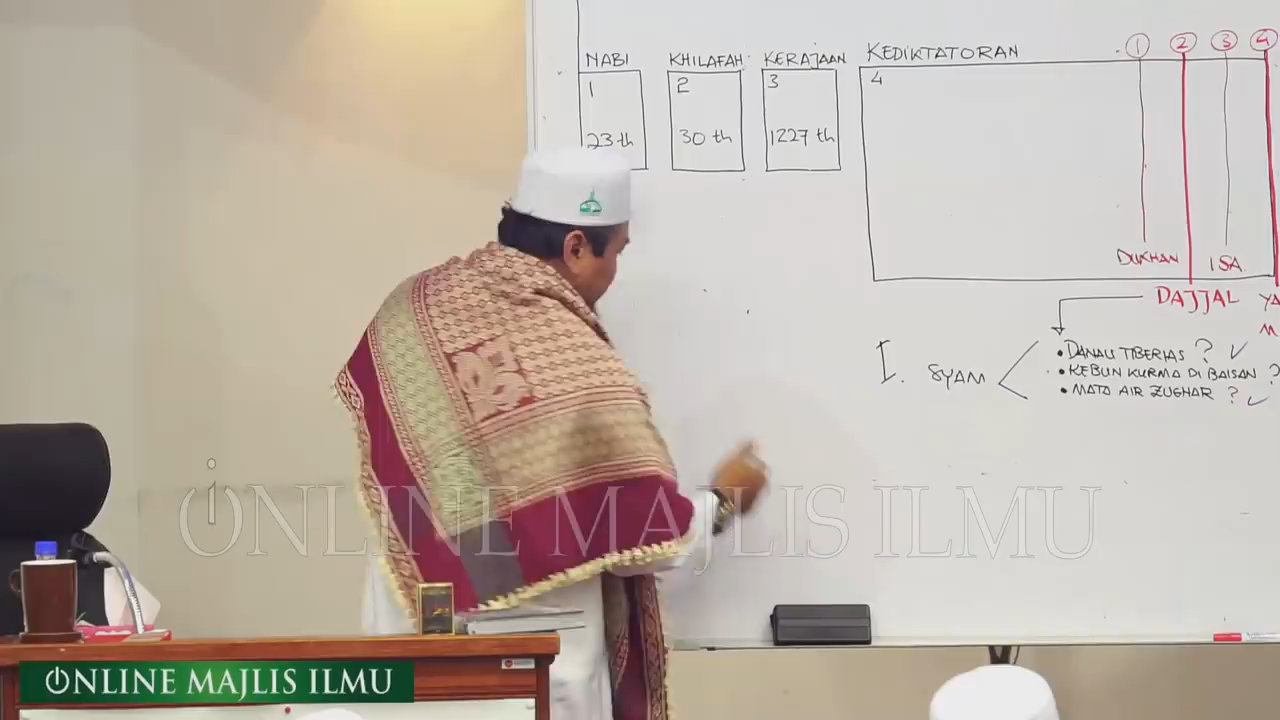 NABI
1
23 th
KHILAFAH
2
30 th
KERAJAAN
3
1227 th
KEDIKTATORAN
4
1 2 3 4
DUKHAN
ISA
DAJJAL
YA
M
I. SYAM
• DANAU TIBERIAS ? ✓
• KEBUN KURMA DI BAISAN ?
• MATA AIR ZUGHAR ? ✓
ONLINE MAJLIS ILMU
ONLINE MAJLIS ILMU